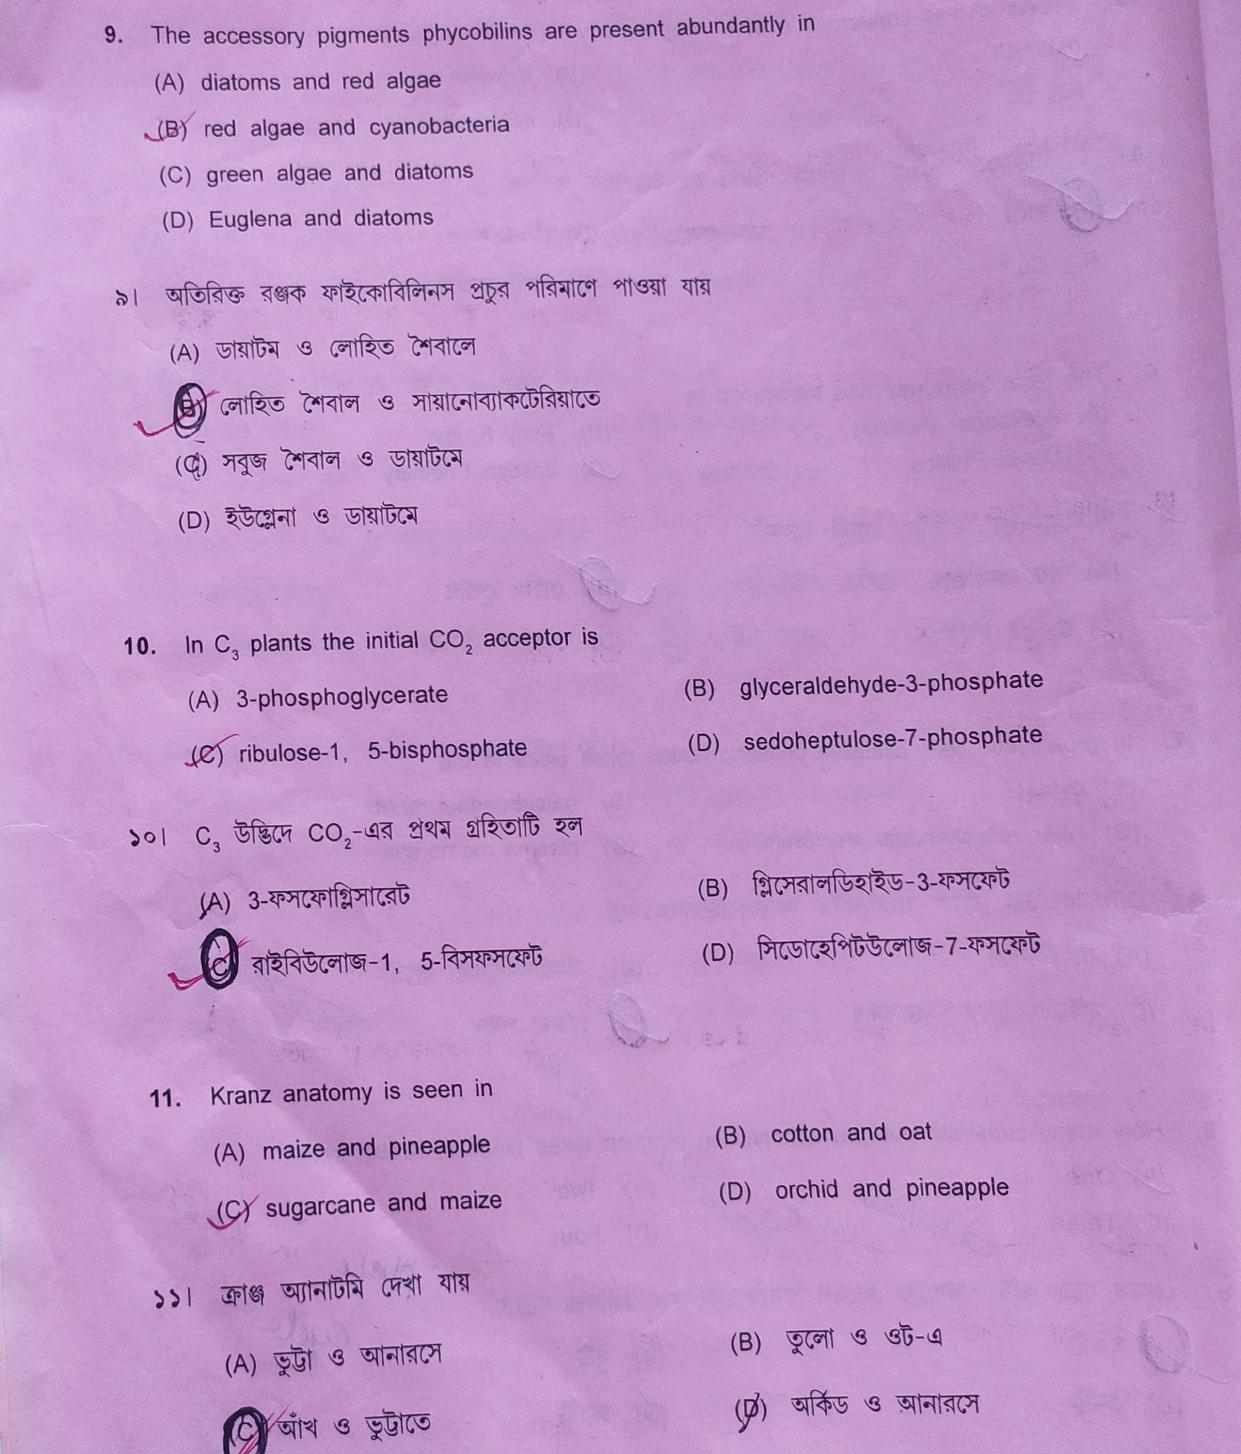 9. The accessory pigments phycobilins are present abundantly in
(A) diatoms and red algae
(B) red algae and cyanobacteria
(C) green algae and diatoms
(D) Euglena and diatoms
৯। অতিরিক্ত রঞ্জক ফাইকোবিলিনস প্রচুর পরিমাণে পাওয়া যায়
(A) ডায়াটম ও লোহিত শৈবালে
(B) লোহিত শৈবাল ও সায়ানোব্যাকটেরিয়াতে
(C) সবুজ শৈবাল ও ডায়াটমে
(D) ইউগ্লেনা ও ডায়াটমে
10. In C₃ plants the initial CO₂ acceptor is
(A) 3-phosphoglycerate (B) glyceraldehyde-3-phosphate
(C) ribulose-1, 5-bisphosphate (D) sedoheptulose-7-phosphate
১০। C₃ উদ্ভিদে CO₂-এর প্রথম গ্রহিতাটি হল
(A) 3-ফসফোগ্লিসারেট (B) গ্লিসেরালডিহাইড-3-ফসফেট
(C) রাইবিউলোজ-1, 5-বিসফসফেট (D) সিডোহেপটিউলোজ-7-ফসফেট
11. Kranz anatomy is seen in
(A) maize and pineapple (B) cotton and oat
(C) sugarcane and maize (D) orchid and pineapple
১১। ক্রাঞ্জ অ্যানাটমি দেখা যায়
(A) ভুট্টা ও আনারসে (B) তুলো ও ওট-এ
(C) আঁখ ও ভুট্টাতে (D) অর্কিড ও আনারসে